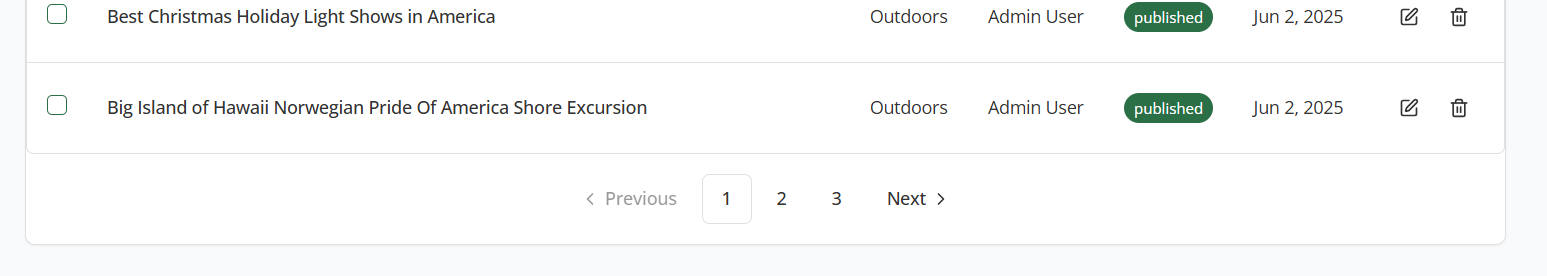 Best Christmas Holiday Light Shows in America Outdoors Admin User published Jun 2, 2025
Big Island of Hawaii Norwegian Pride Of America Shore Excursion Outdoors Admin User published Jun 2, 2025
Previous 1 2 3 Next